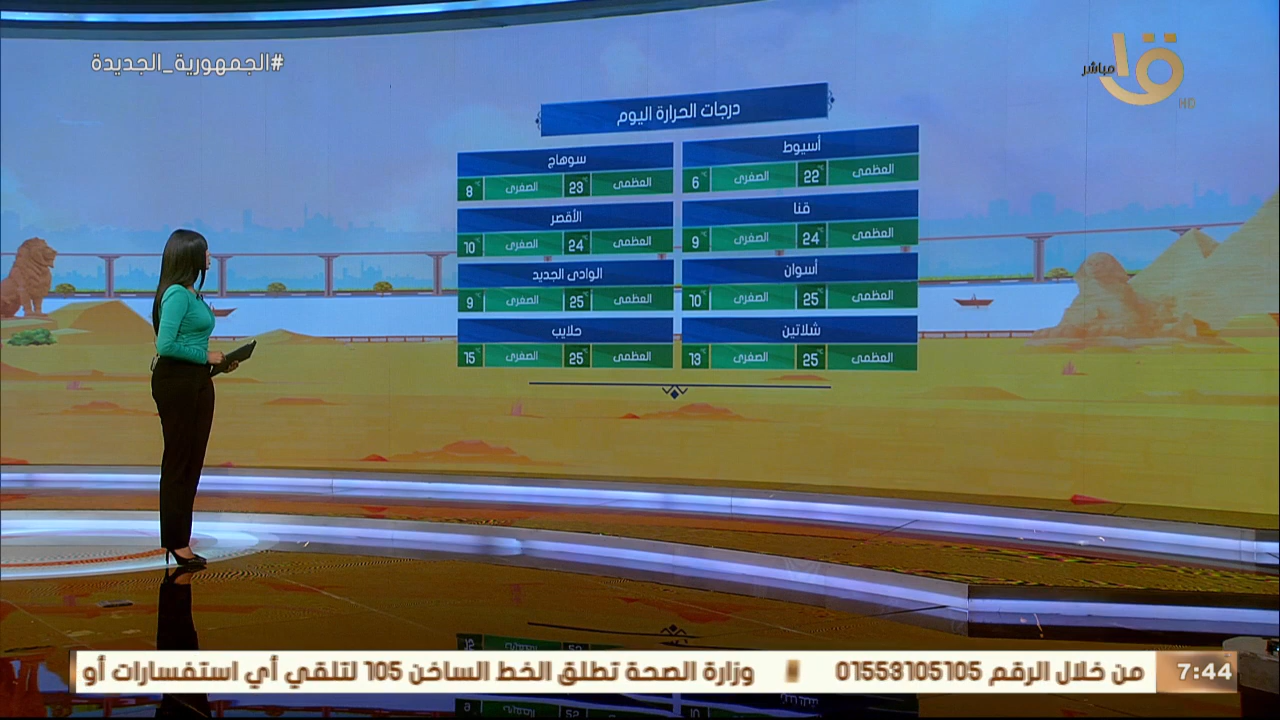 #الجمهورية_الجديدة
مباشر
HD
درجات الحرارة اليوم
أسيوط
العظمى 22 الصغرى 6
سوهاج
العظمى 23 الصغرى 8
قنا
العظمى 24 الصغرى 9
الأقصر
العظمى 24 الصغرى 10
أسوان
العظمى 25 الصغرى 10
الوادى الجديد
العظمى 25 الصغرى 9
شلاتين
العظمى 25 الصغرى 13
حلايب
العظمى 25 الصغرى 15
7:44
من خلال الرقم 01558105105 وزارة الصحة تطلق الخط الساخن 105 لتلقي أي استفسارات أو